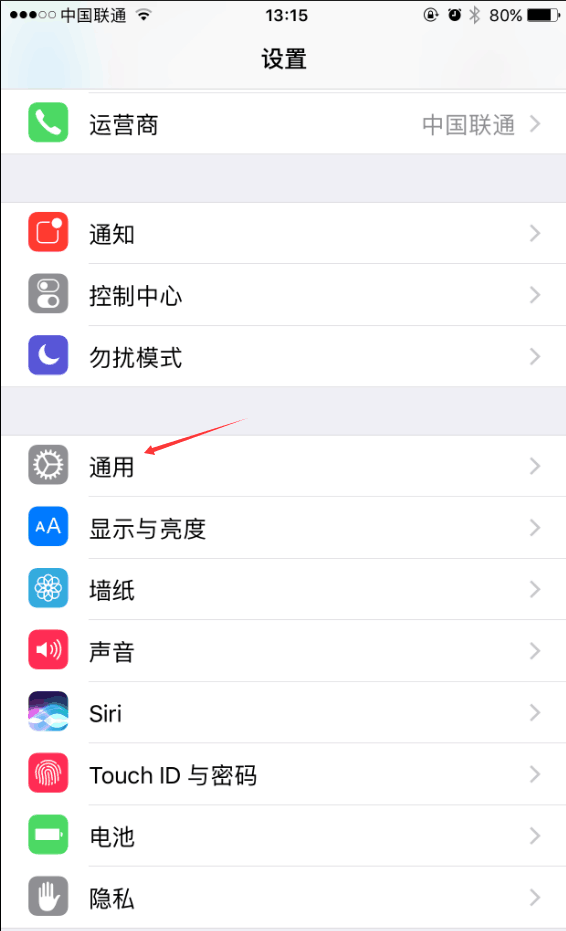 中国联通 13:15 80%
设置
运营商 中国联通
通知
控制中心
勿扰模式
通用
AA 显示与亮度
墙纸
声音
Siri
Touch ID 与密码
电池
隐私